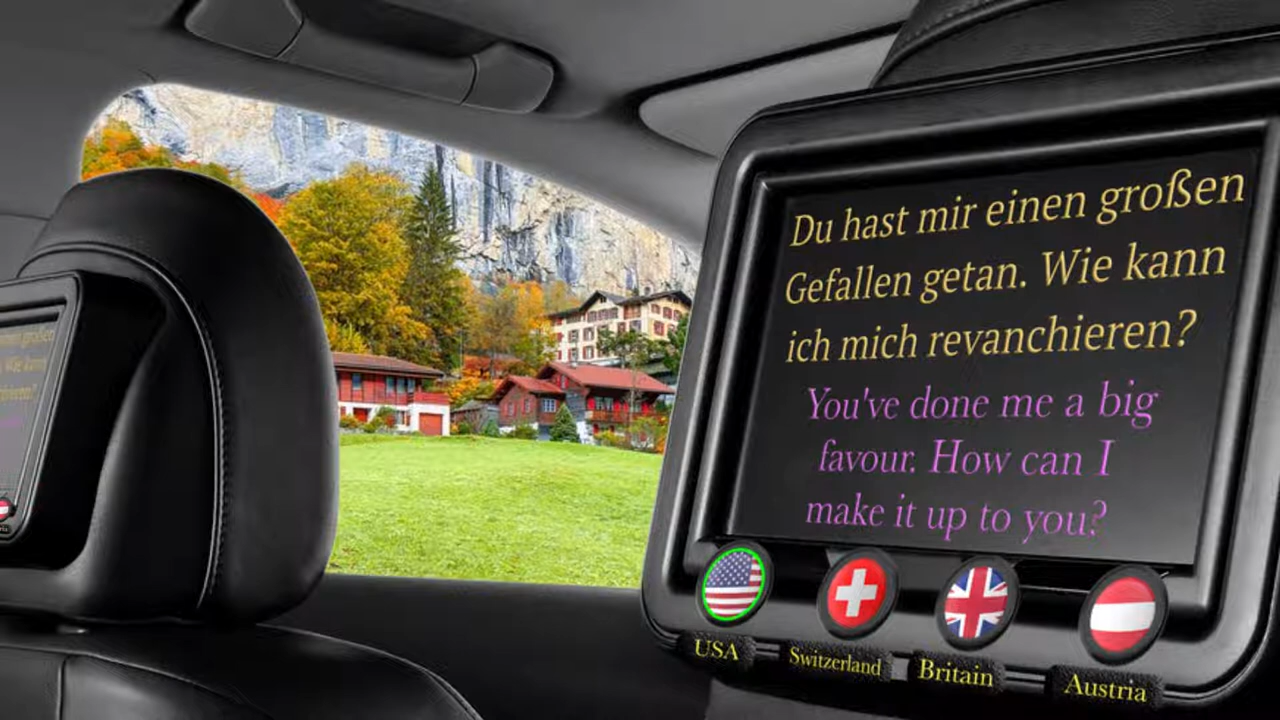 Du hast mir einen großen
Gefallen getan. Wie kann
ich mich revanchieren?
You've done me a big
favour. How can I
make it up to you?
USA
Switzerland
Britain
Austria